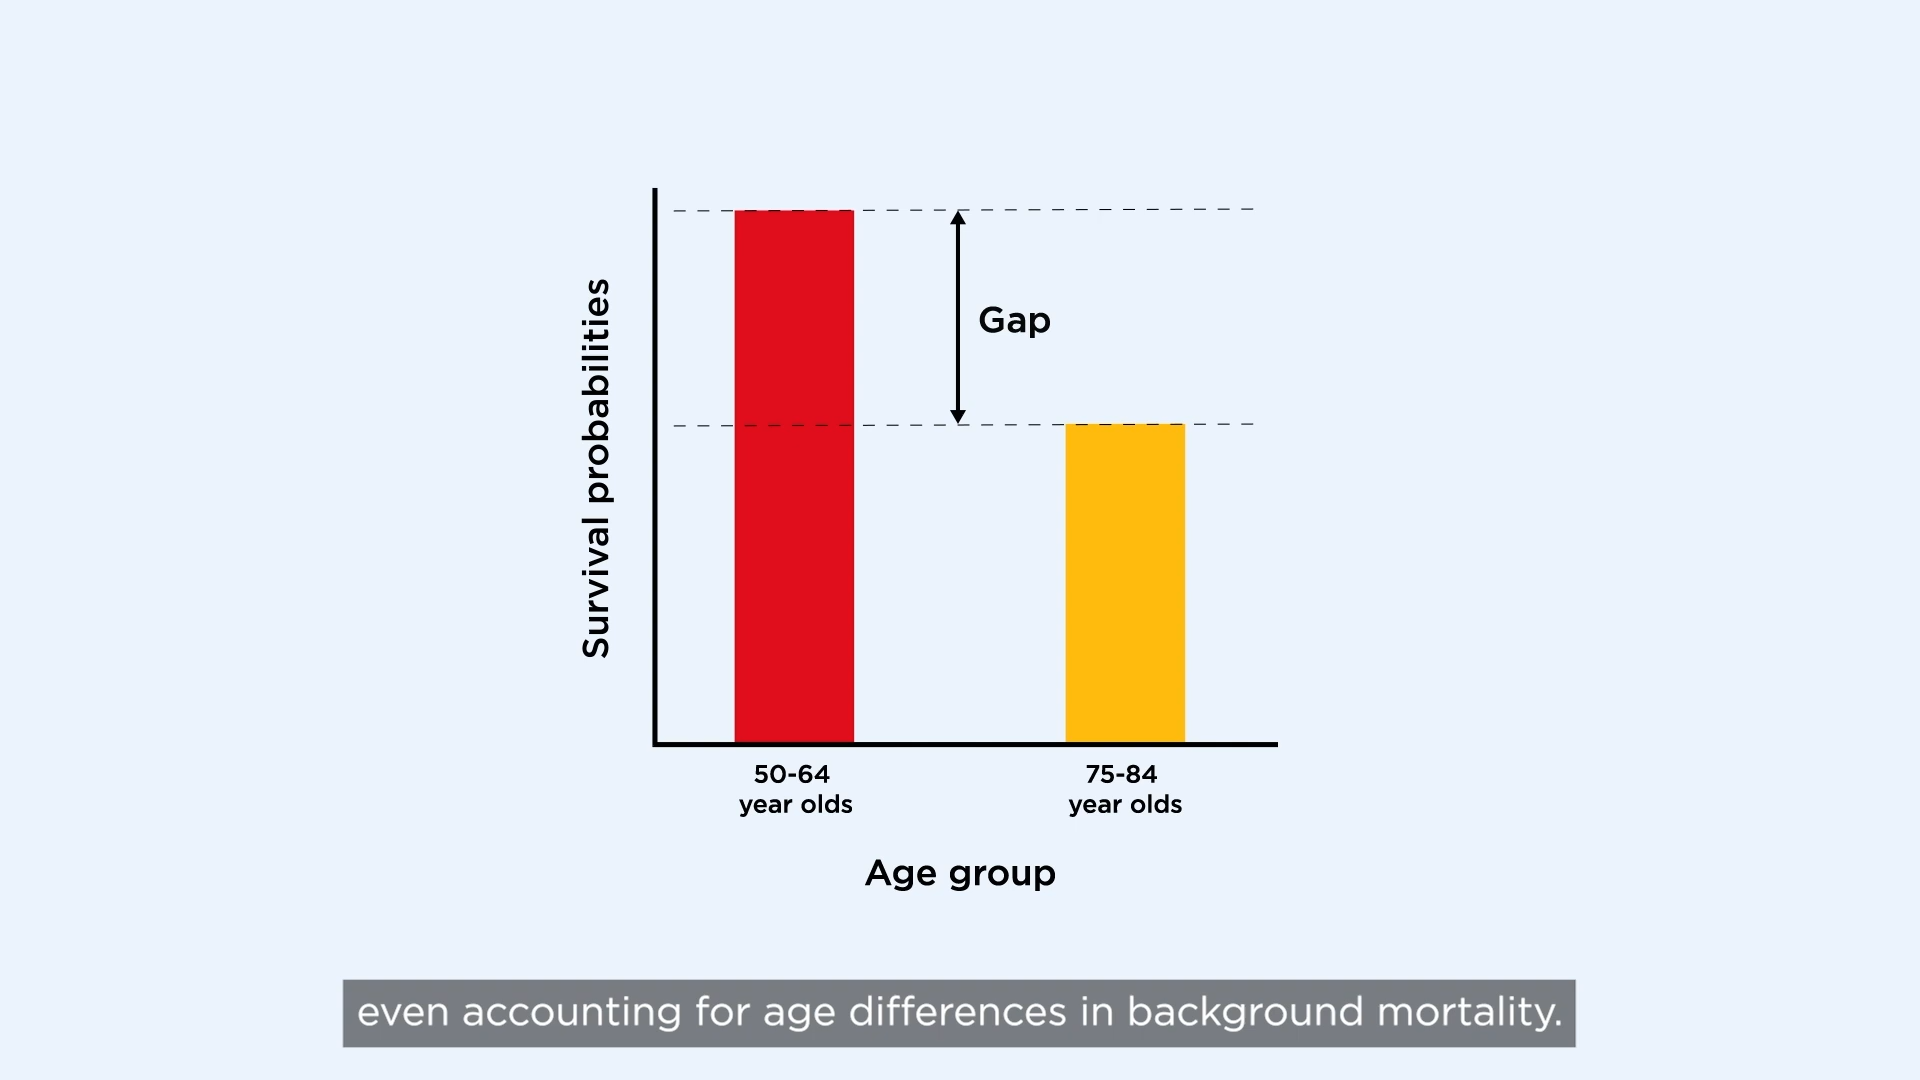 Survival probabilities
Gap
50-64
year olds
75-84
year olds
Age group
even accounting for age differences in background mortality.